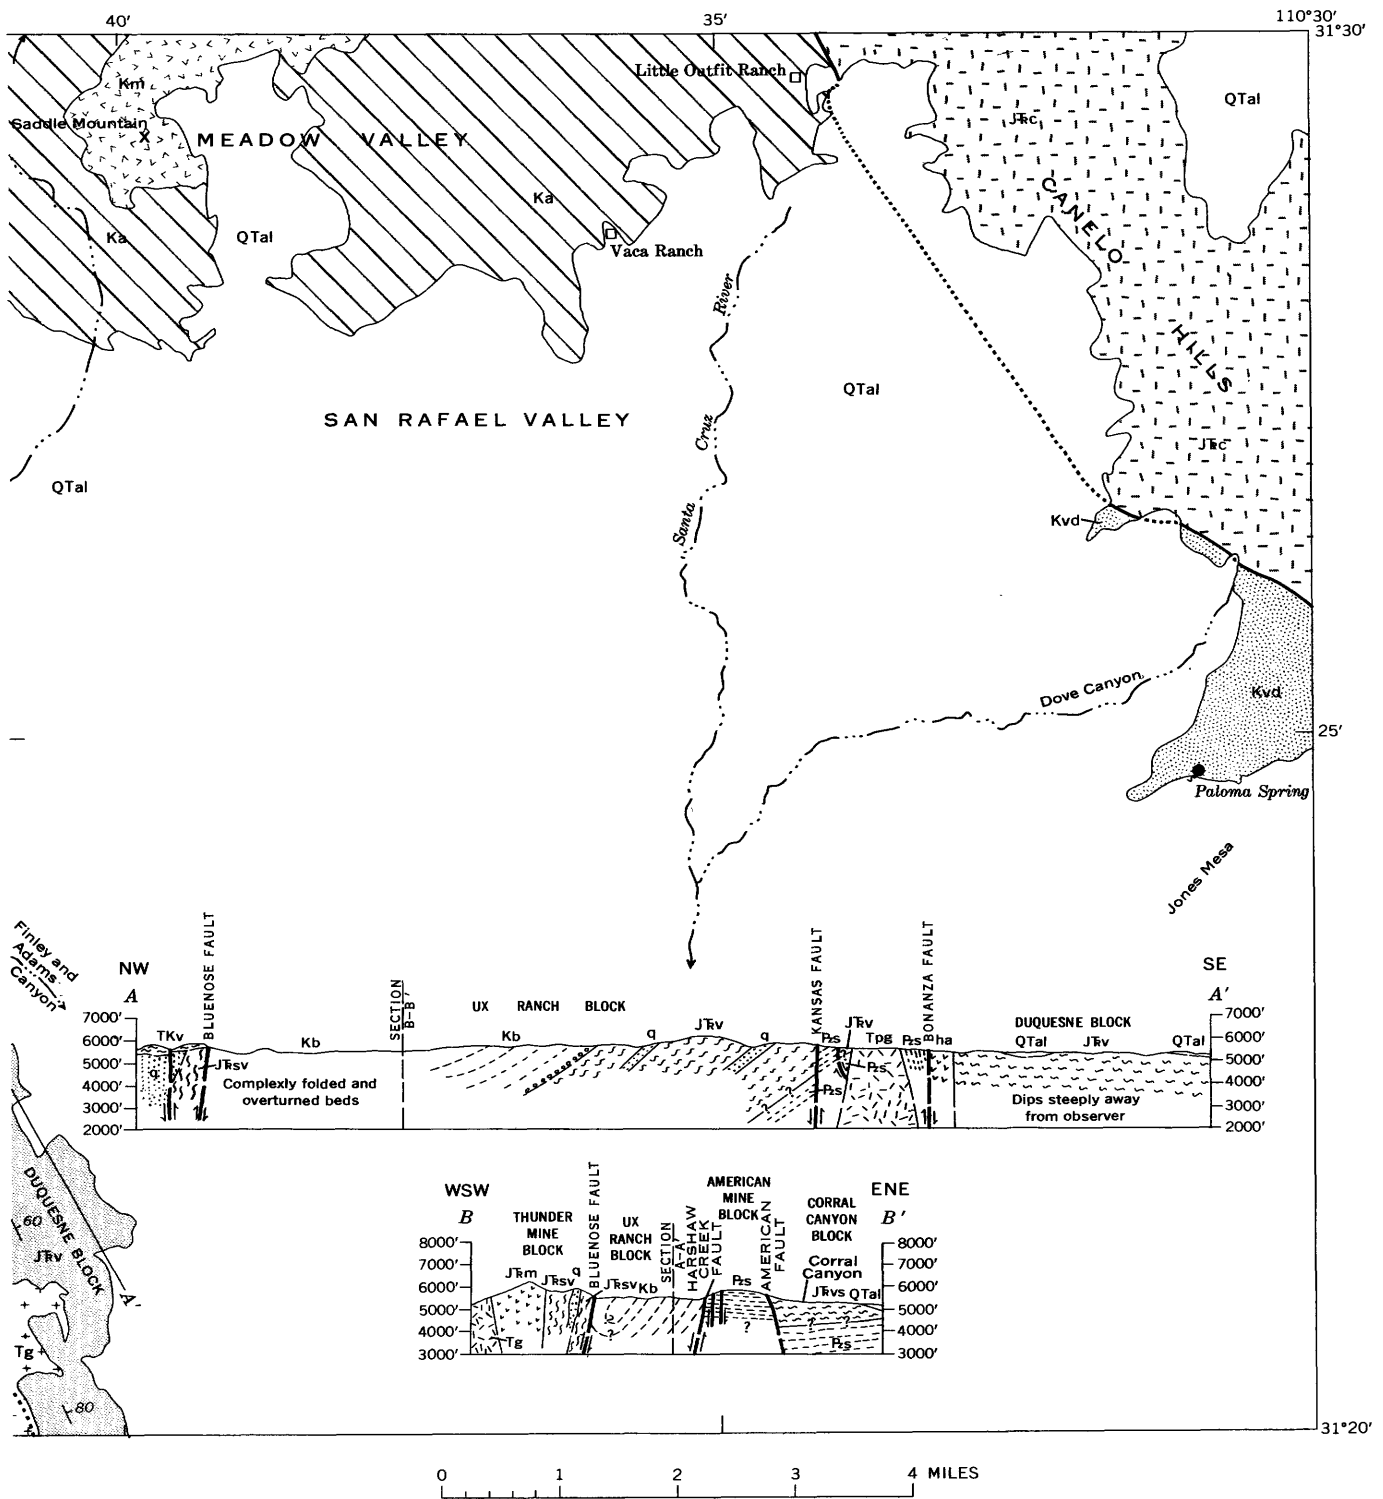 40'
35'
110°30'
31°30'
Little Outfit Ranch
QTal
Km
Saddle Mountain
X
MEADOW VALLEY
JTRc
CANELO HILLS
Ka
Ka
QTal
Vaca Ranch
Santa Cruz River
QTal
SAN RAFAEL VALLEY
JTRc
QTal
Kvd
Dove Canyon
Kvd
25'
Paloma Spring
Jones Mesa
Finley and
Adams
Canyon
NW
A
BLUENOSE FAULT
SECTION
B–B'
UX RANCH BLOCK
KANSAS FAULT
BONANZA FAULT
SE
A'
7000'
6000'
5000'
4000'
3000'
2000'
TKv
q
JTRsv
Kb
Complexly folded and
overturned beds
Kb
q
JTRv
q
Pzs
JTRv
Tpg
Pzs
ha
Pzs
Pzs
DUQUESNE BLOCK
QTal
JTRv
QTal
Dips steeply away
from observer
7000'
6000'
5000'
4000'
3000'
2000'
DUQUESNE BLOCK
60
JTRv
A'
Tg
80
WSW
B
THUNDER
MINE
BLOCK
BLUENOSE FAULT
UX
RANCH
BLOCK
SECTION
A–A'
HARSHAW
CREEK
FAULT
AMERICAN
MINE
BLOCK
AMERICAN
FAULT
CORRAL
CANYON
BLOCK
ENE
B'
8000'
7000'
6000'
5000'
4000'
3000'
JTRm
JTRsv
q
JTRsv
Kb
Pzs
Corral
Canyon
JTRvs
QTal
Tg
?
?
?
?
?
Pzs
8000'
7000'
6000'
5000'
4000'
3000'
31°20'
0 1 2 3 4 MILES